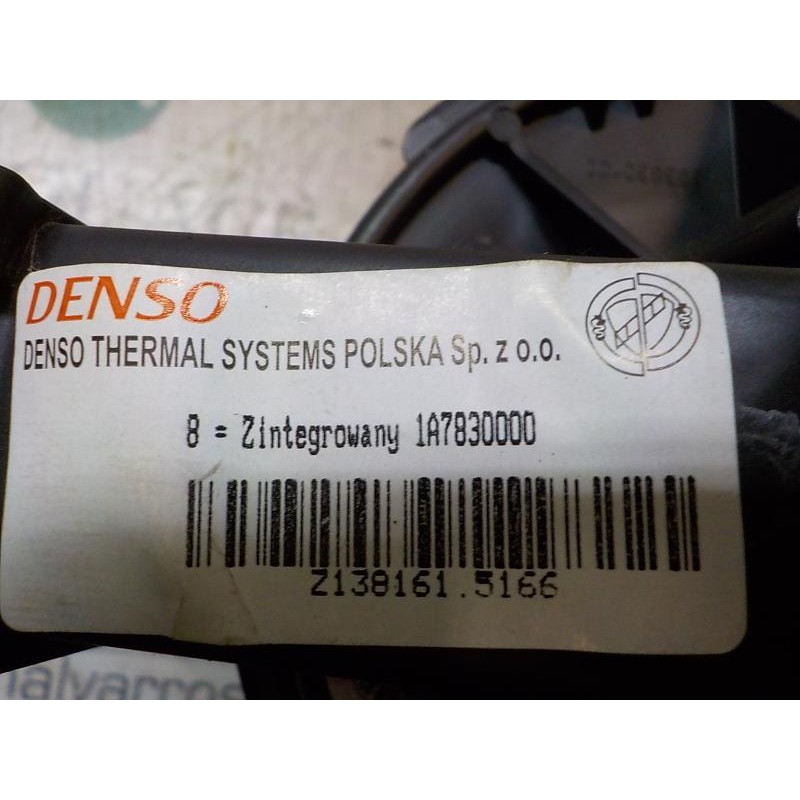 DENSO
DENSO THERMAL SYSTEMS POLSKA Sp. z o.o.
8 = Zintegrowany 1A7830000
Z138161.5166